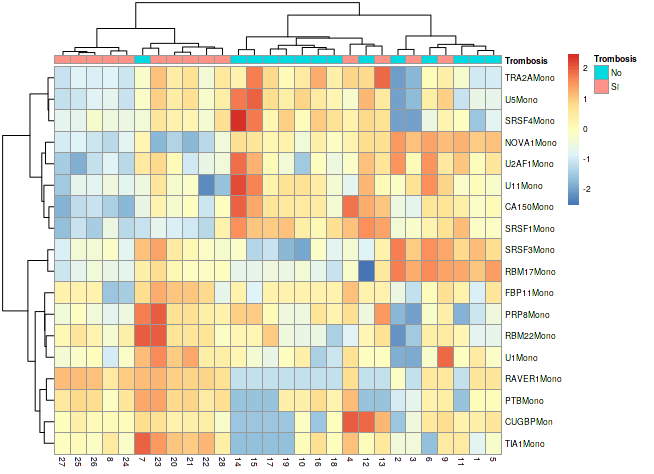 Trombosis
Trombosis
No
SI
TRA2AMono
U5Mono
SRSF4Mono
NOVA1Mono
U2AF1Mono
U11Mono
CA150Mono
SRSF1Mono
SRSF3Mono
RBM17Mono
FBP11Mono
PRP8Mono
RBM22Mono
U1Mono
RAVER1Mono
PTBMono
CUGBPMon
TIA1Mono
2
1
0
-1
-2
27 25 26 8 24 7 23 20 21 22 28 14 15 17 19 10 16 18 4 12 13 2 3 6 9 11 1 5